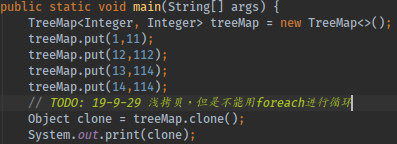 public static void main(String[] args) {
TreeMap<Integer, Integer> treeMap = new TreeMap<>();
treeMap.put(1,11);
treeMap.put(12,112);
treeMap.put(13,114);
treeMap.put(14,114);
// TODO: 19-9-29 浅拷贝，但是不能用foreach进行循环
Object clone = treeMap.clone();
System.out.print(clone);